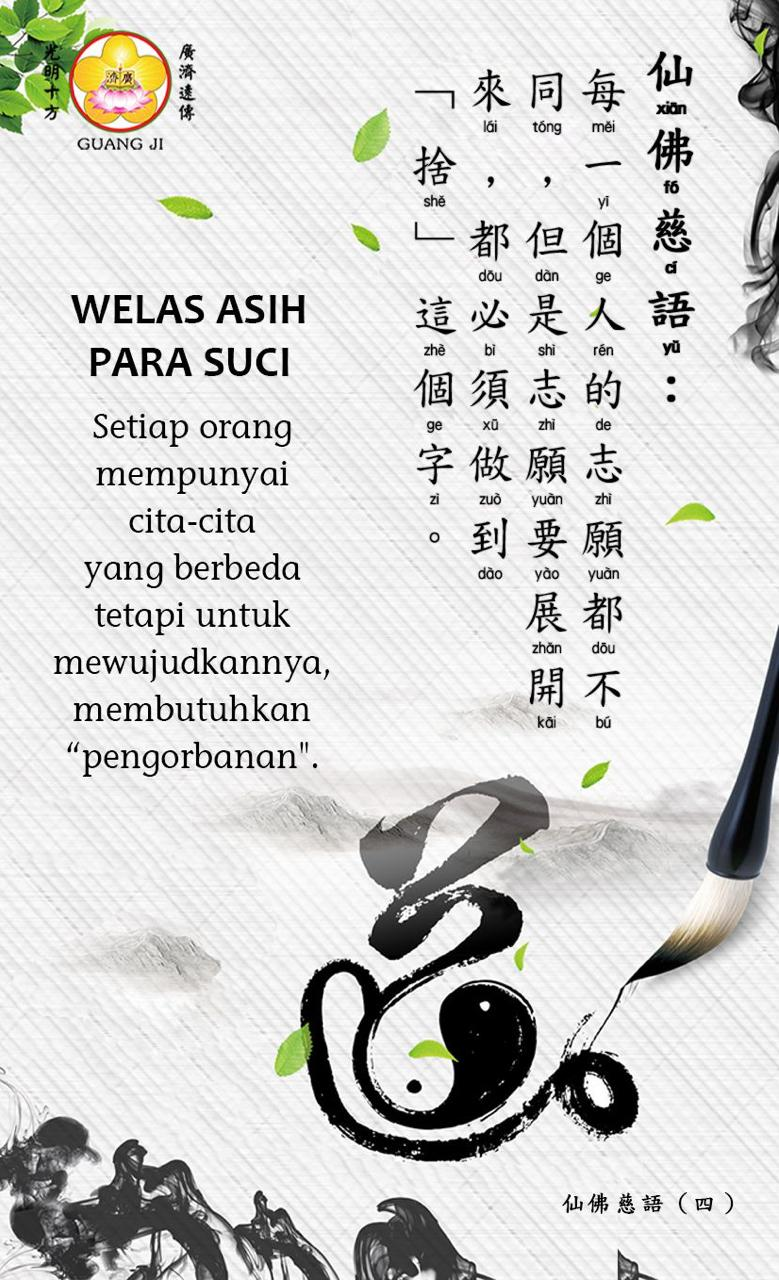 光明十方
廣濟遠傳
廣濟
GUANG JI
仙佛慈語：
xiān fó cí yǔ
每一個人的志願都不
měi yī ge rén de zhì yuàn dōu bú
同，但是志願要展開
tóng dàn shì zhì yuàn yào zhǎn kāi
來，都必須做到
lái dōu bì xū zuò dào
「捨」這個字。
shě zhè ge zì
WELAS ASIH
PARA SUCI
Setiap orang
mempunyai
cita-cita
yang berbeda
tetapi untuk
mewujudkannya,
membutuhkan
“pengorbanan".
仙佛慈語（四）